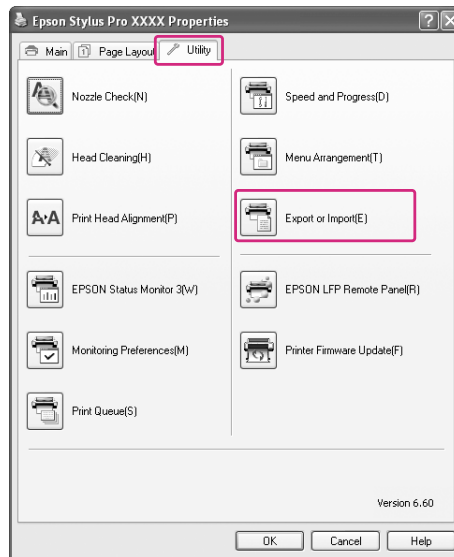 Epson Stylus Pro XXXX Properties
Main
Page Layout
Utility
Nozzle Check(N)
Speed and Progress(D)
Head Cleaning(H)
Menu Arrangement(T)
A·A
Print Head Alignment(P)
Export or Import(E)
EPSON Status Monitor 3(W)
EPSON LFP Remote Panel(R)
Monitoring Preferences(M)
Printer Firmware Update(F)
Print Queue(S)
Version 6.60
OK
Cancel
Help